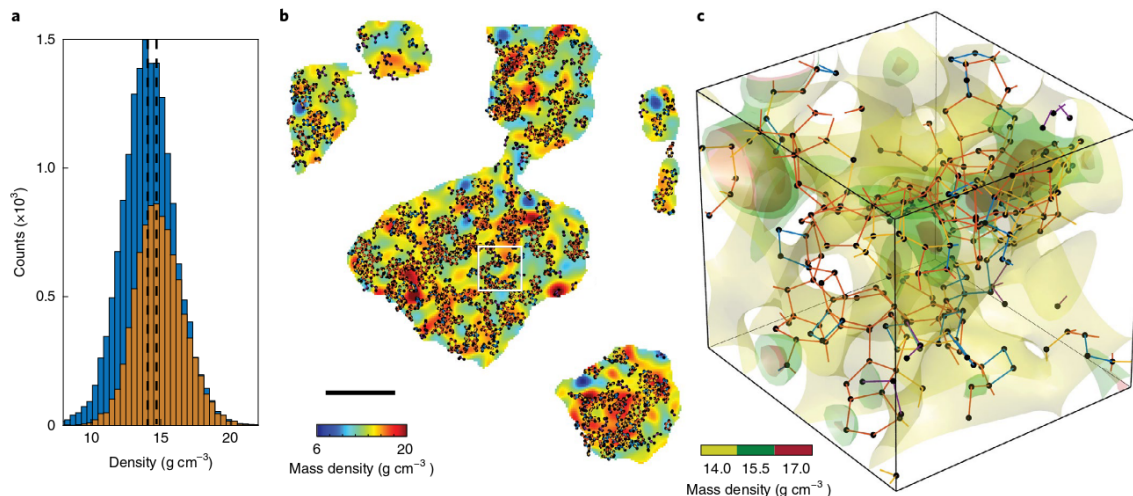 a
1.5
1.0
0.5
0
Counts (×10³)
10 15 20
Density (g cm⁻³)
b
6 20
Mass density (g cm⁻³)
c
14.0 15.5 17.0
Mass density (g cm⁻³)